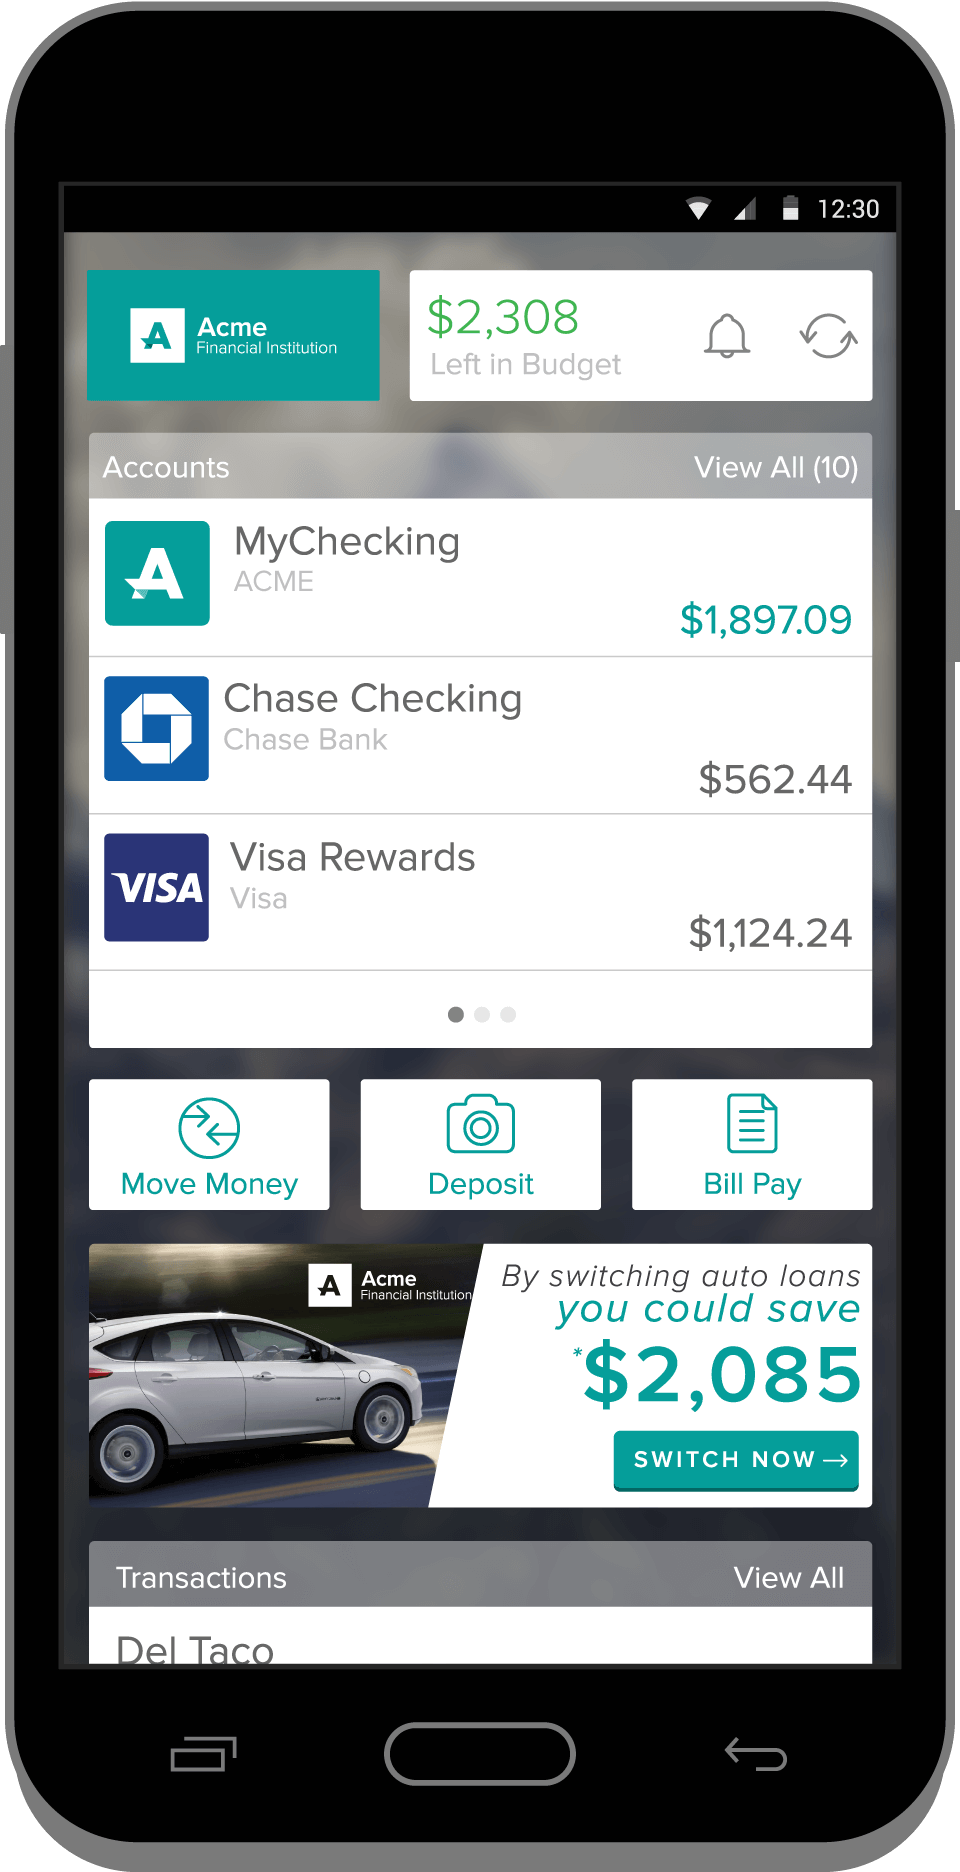 12:30
Acme
Financial Institution
$2,308
Left in Budget
Accounts
View All (10)
MyChecking
ACME
$1,897.09
Chase Checking
Chase Bank
$562.44
VISA
Visa Rewards
Visa
$1,124.24
Move Money
Deposit
Bill Pay
Acme
Financial Institution
By switching auto loans
you could save
*$2,085
SWITCH NOW
Transactions
View All
Del Taco